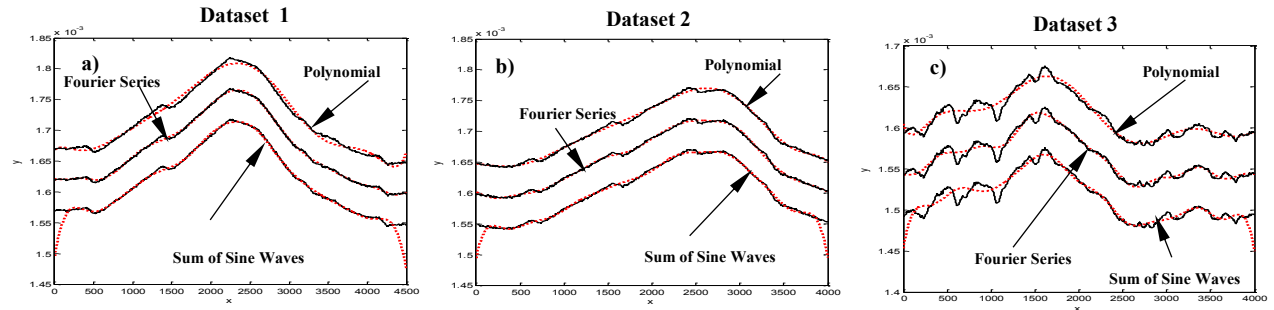 Dataset 1
x 10⁻³
1.85
1.8
1.75
1.7
1.65
1.6
1.55
1.5
1.45
y
a)
Fourier Series
Polynomial
Sum of Sine Waves
0 500 1000 1500 2000 2500 3000 3500 4000 4500
x
Dataset 2
x 10⁻³
1.85
1.8
1.75
1.7
1.65
1.6
1.55
1.5
1.45
y
b)
Polynomial
Fourier Series
Sum of Sine Waves
0 500 1000 1500 2000 2500 3000 3500 4000
x
Dataset 3
x 10⁻³
1.7
1.65
1.6
1.55
1.5
1.45
1.4
y
c)
Polynomial
Fourier Series
Sum of Sine Waves
0 500 1000 1500 2000 2500 3000 3500 4000
x